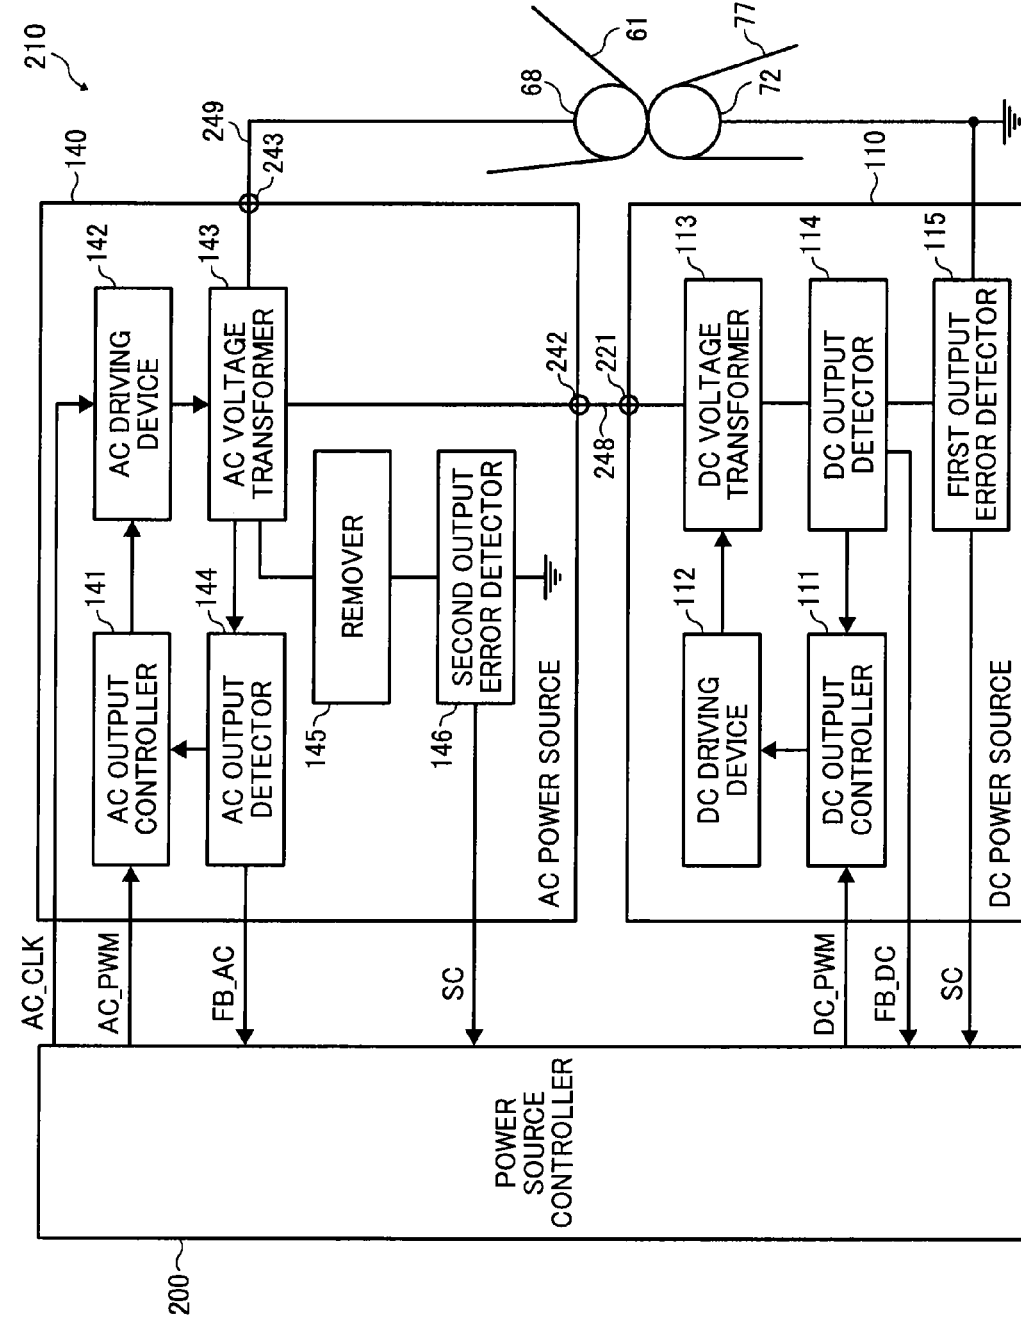 210
200
POWER
SOURCE
CONTROLLER
AC_CLK
AC_PWM
FB_AC
SC
DC_PWM
FB_DC
SC
140
AC POWER SOURCE
141
AC OUTPUT
CONTROLLER
142
AC DRIVING
DEVICE
143
AC VOLTAGE
TRANSFORMER
144
AC OUTPUT
DETECTOR
145
REMOVER
146
SECOND OUTPUT
ERROR DETECTOR
249
243
242
248
221
68
61
77
72
110
DC POWER SOURCE
112
DC DRIVING
DEVICE
113
DC VOLTAGE
TRANSFORMER
111
DC OUTPUT
CONTROLLER
114
DC OUTPUT
DETECTOR
115
FIRST OUTPUT
ERROR DETECTOR